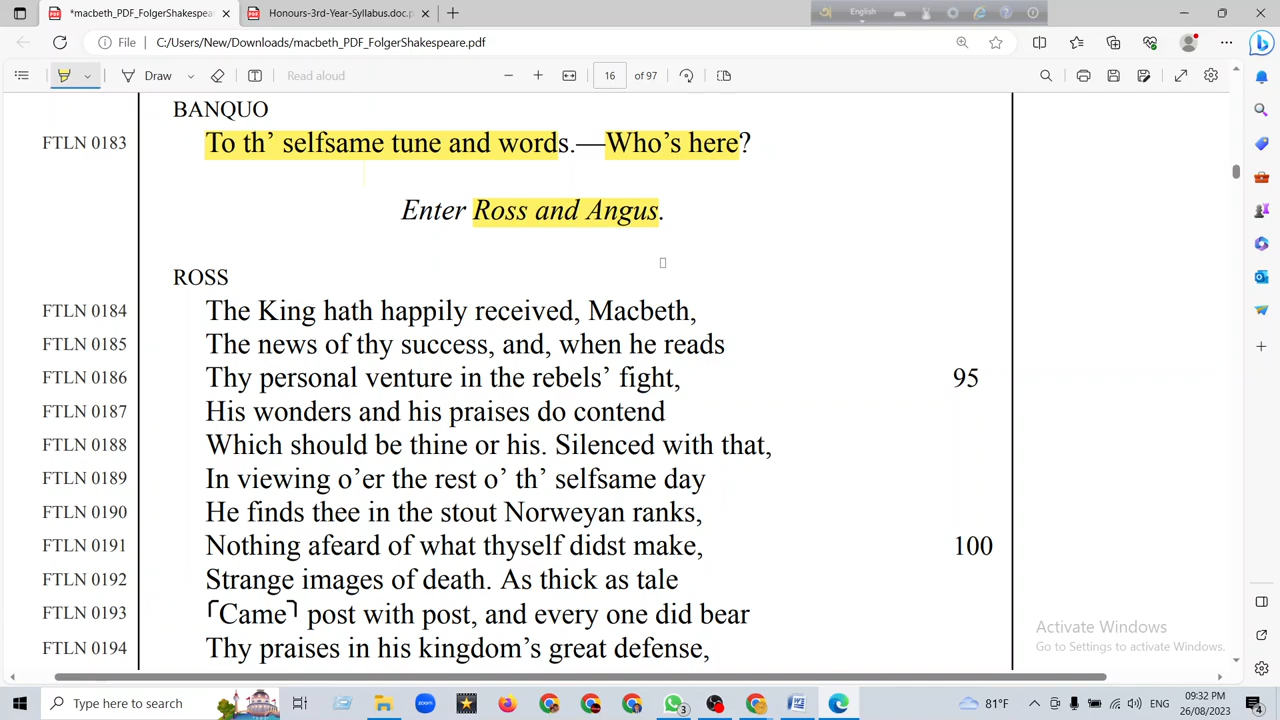 *macbeth_PDF_FolgerShakespeare.p
Honours-3rd-Year-Syllabus.doc.p
English
File
C:/Users/New/Downloads/macbeth_PDF_FolgerShakespeare.pdf
Draw
Read aloud
16 of 97
BANQUO
FTLN 0183 To th’ selfsame tune and words.—Who’s here?
Enter Ross and Angus.
ROSS
FTLN 0184 The King hath happily received, Macbeth,
FTLN 0185 The news of thy success, and, when he reads
FTLN 0186 Thy personal venture in the rebels’ fight, 95
FTLN 0187 His wonders and his praises do contend
FTLN 0188 Which should be thine or his. Silenced with that,
FTLN 0189 In viewing o’er the rest o’ th’ selfsame day
FTLN 0190 He finds thee in the stout Norweyan ranks,
FTLN 0191 Nothing afeard of what thyself didst make, 100
FTLN 0192 Strange images of death. As thick as tale
FTLN 0193 ⌜Came⌝ post with post, and every one did bear
FTLN 0194 Thy praises in his kingdom’s great defense,
Activate Windows
Go to Settings to activate Windows.
Type here to search
zoom
3
81°F
ENG
09:32 PM
26/08/2023
4